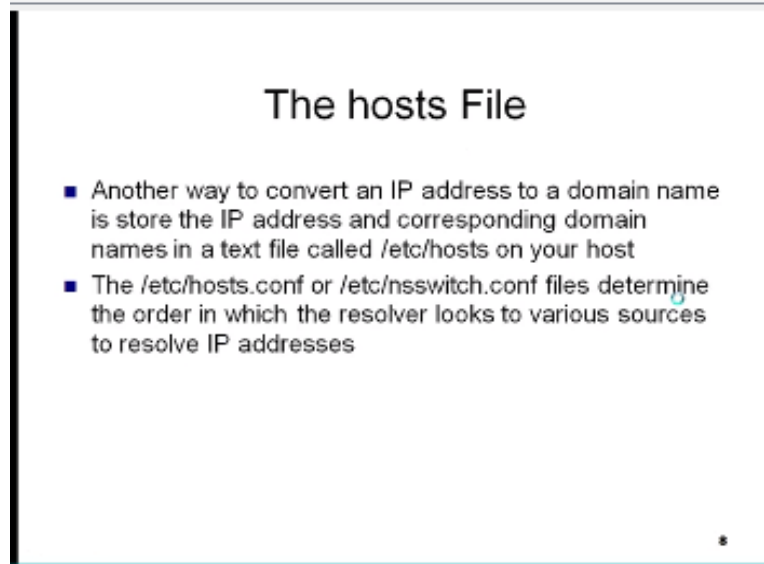 The hosts File
Another way to convert an IP address to a domain name
is store the IP address and corresponding domain
names in a text file called /etc/hosts on your host
The /etc/hosts.conf or /etc/nsswitch.conf files determine
the order in which the resolver looks to various sources
to resolve IP addresses
8